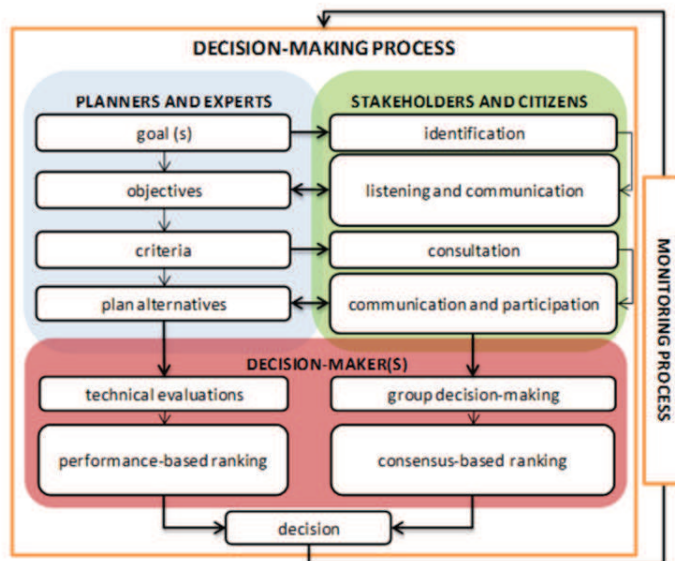 DECISION-MAKING PROCESS
PLANNERS AND EXPERTS
STAKEHOLDERS AND CITIZENS
goal (s)
identification
objectives
listening and communication
criteria
consultation
plan alternatives
communication and participation
DECISION-MAKER(S)
technical evaluations
group decision-making
performance-based ranking
consensus-based ranking
decision
MONITORING PROCESS